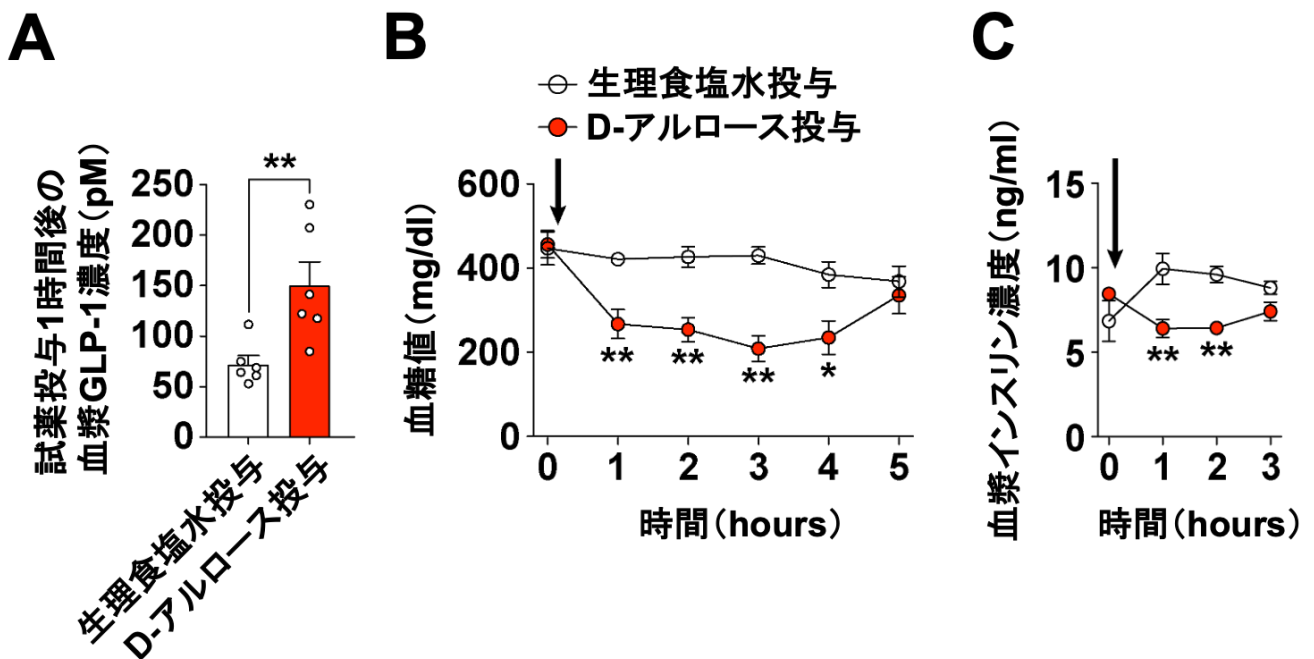 A
試薬投与1時間後の
血漿GLP-1濃度(pM)
250
200
150
100
50
0
**
生理食塩水投与
D-アルロース投与
B
生理食塩水投与
D-アルロース投与
血糖値(mg/dl)
600
400
200
0
**
**
**
*
0 1 2 3 4 5
時間(hours)
C
血漿インスリン濃度(ng/ml)
15
10
5
0
**
**
0 1 2 3
時間(hours)